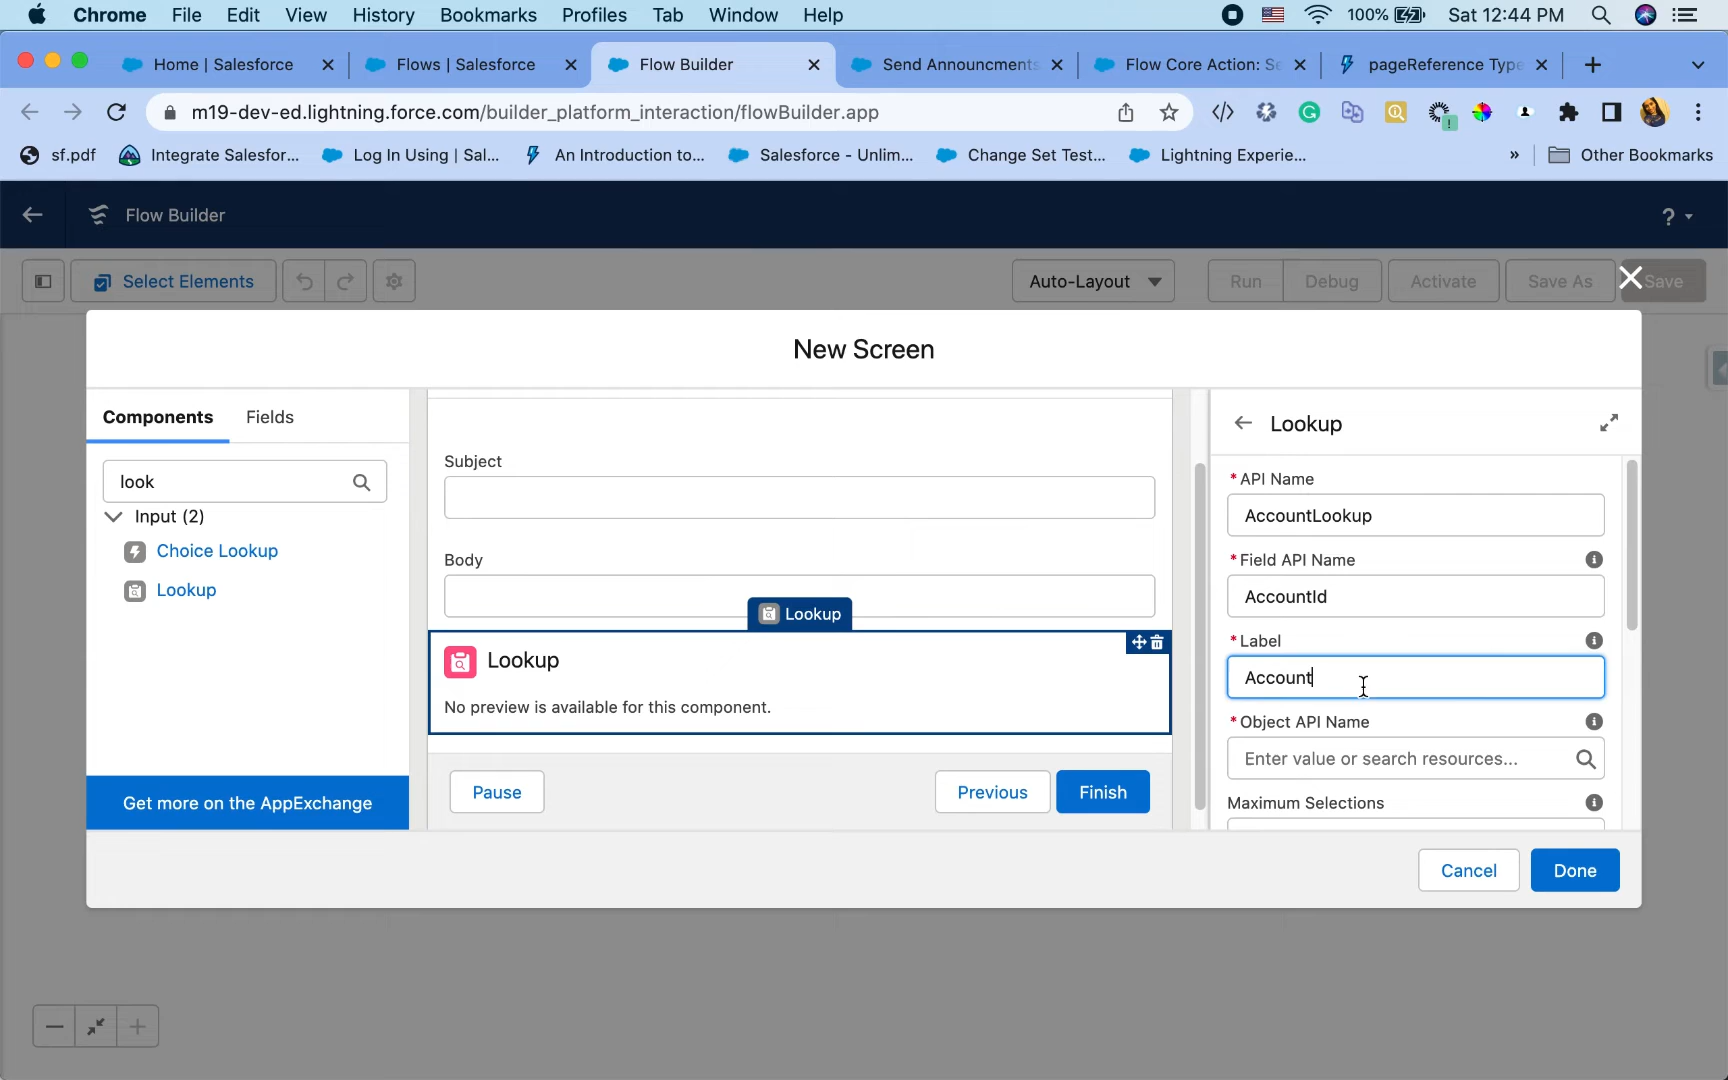 Chrome File Edit View History Bookmarks Profiles Tab Window Help 100% Sat 12:44 PM
Home | Salesforce Flows | Salesforce Flow Builder Send Announcments Flow Core Action: Se pageReference Type
m19-dev-ed.lightning.force.com/builder_platform_interaction/flowBuilder.app
sf.pdf Integrate Salesfor... Log In Using | Sal... An Introduction to... Salesforce - Unlim... Change Set Test... Lightning Experie... » Other Bookmarks
Flow Builder ?
Select Elements Auto-Layout Run Debug Activate Save As Save
New Screen
Components Fields
look
Input (2)
Choice Lookup
Lookup
Get more on the AppExchange
Subject
Body
Lookup
Lookup
No preview is available for this component.
Pause Previous Finish
Lookup
* API Name
AccountLookup
* Field API Name
AccountId
* Label
Account
* Object API Name
Enter value or search resources...
Maximum Selections
Cancel Done